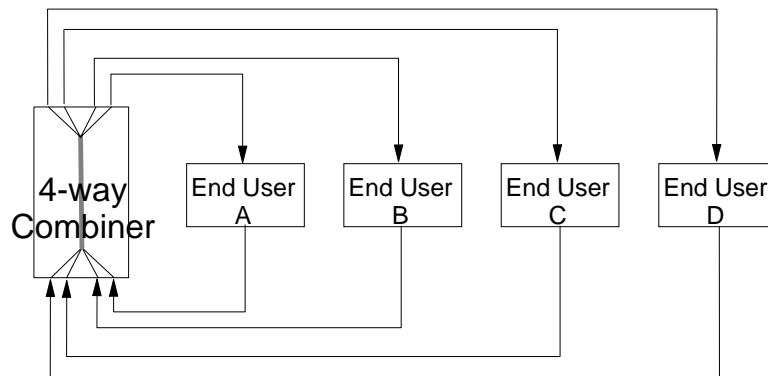 4-way
Combiner
End User
A
End User
B
End User
C
End User
D